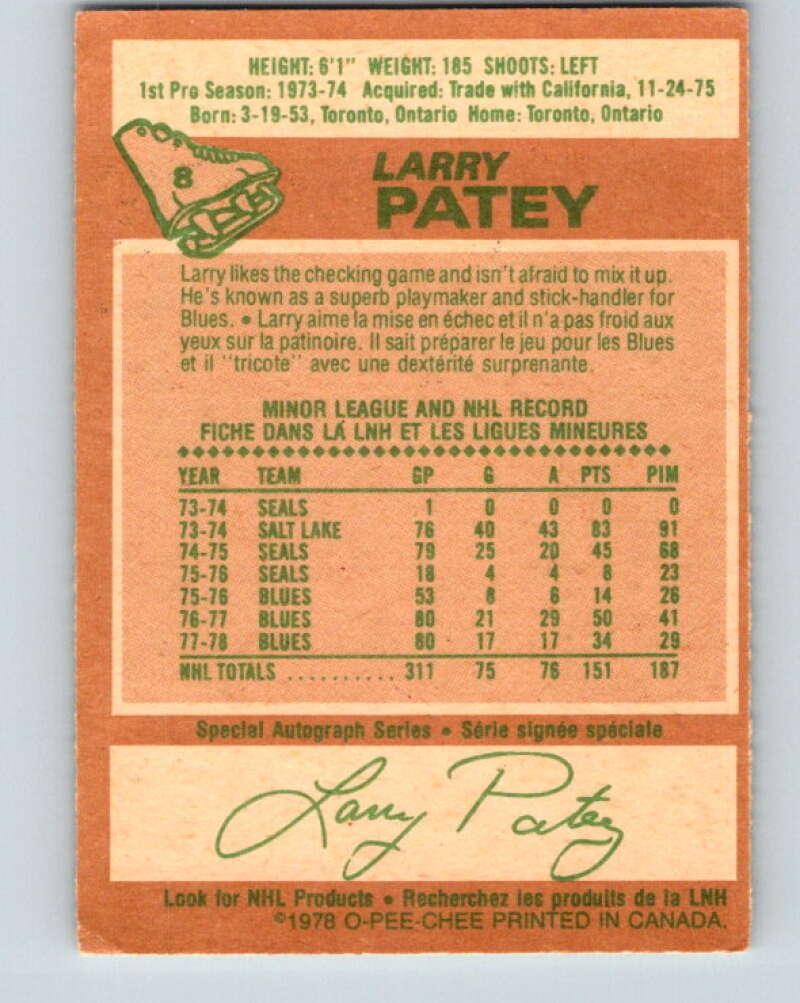 HEIGHT: 6'1" WEIGHT: 185 SHOOTS: LEFT
1st Pro Season: 1973-74 Acquired: Trade with California, 11-24-75
Born: 3-19-53, Toronto, Ontario Home: Toronto, Ontario
8
LARRY
PATEY
Larry likes the checking game and isn't afraid to mix it up.
He's known as a superb playmaker and stick-handler for
Blues. • Larry aime la mise en échec et il n'a pas froid aux
yeux sur la patinoire. Il sait préparer le jeu pour les Blues
et il "tricote" avec une dextérité surprenante.
MINOR LEAGUE AND NHL RECORD
FICHE DANS LÁ LNH ET LES LIGUES MINEURES
YEAR TEAM GP G A PTS PIM
73-74 SEALS 1 0 0 0 0
73-74 SALT LAKE 76 40 43 83 91
74-75 SEALS 79 25 20 45 68
75-76 SEALS 18 4 4 8 23
75-76 BLUES 53 8 6 14 26
76-77 BLUES 80 21 29 50 41
77-78 BLUES 80 17 17 34 29
NHL TOTALS .......... 311 75 76 151 187
Special Autograph Series • Série signée spéciale
Larry Patey
Look for NHL Products • Recherchez les produits de la LNH
©1978 O-PEE-CHEE PRINTED IN CANADA.